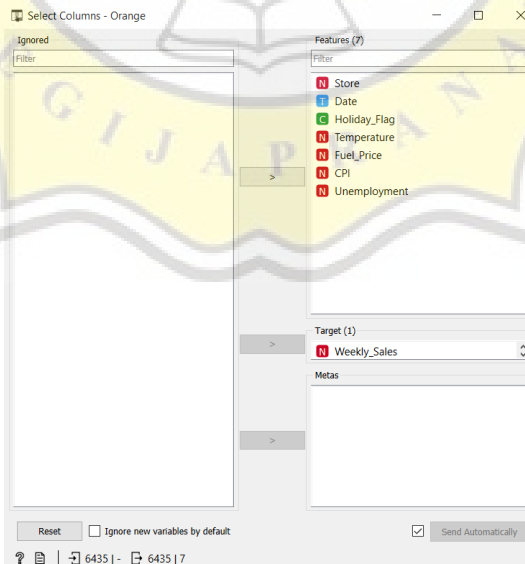 Select Columns - Orange
Ignored
Filter
Features (7)
Filter
N Store
T Date
C Holiday_Flag
N Temperature
N Fuel_Price
N CPI
N Unemployment
>
>
Target (1)
N Weekly_Sales
Metas
>
Reset
Ignore new variables by default
Send Automatically
? 6435 | - 6435 | 7
G I J A P R A N A